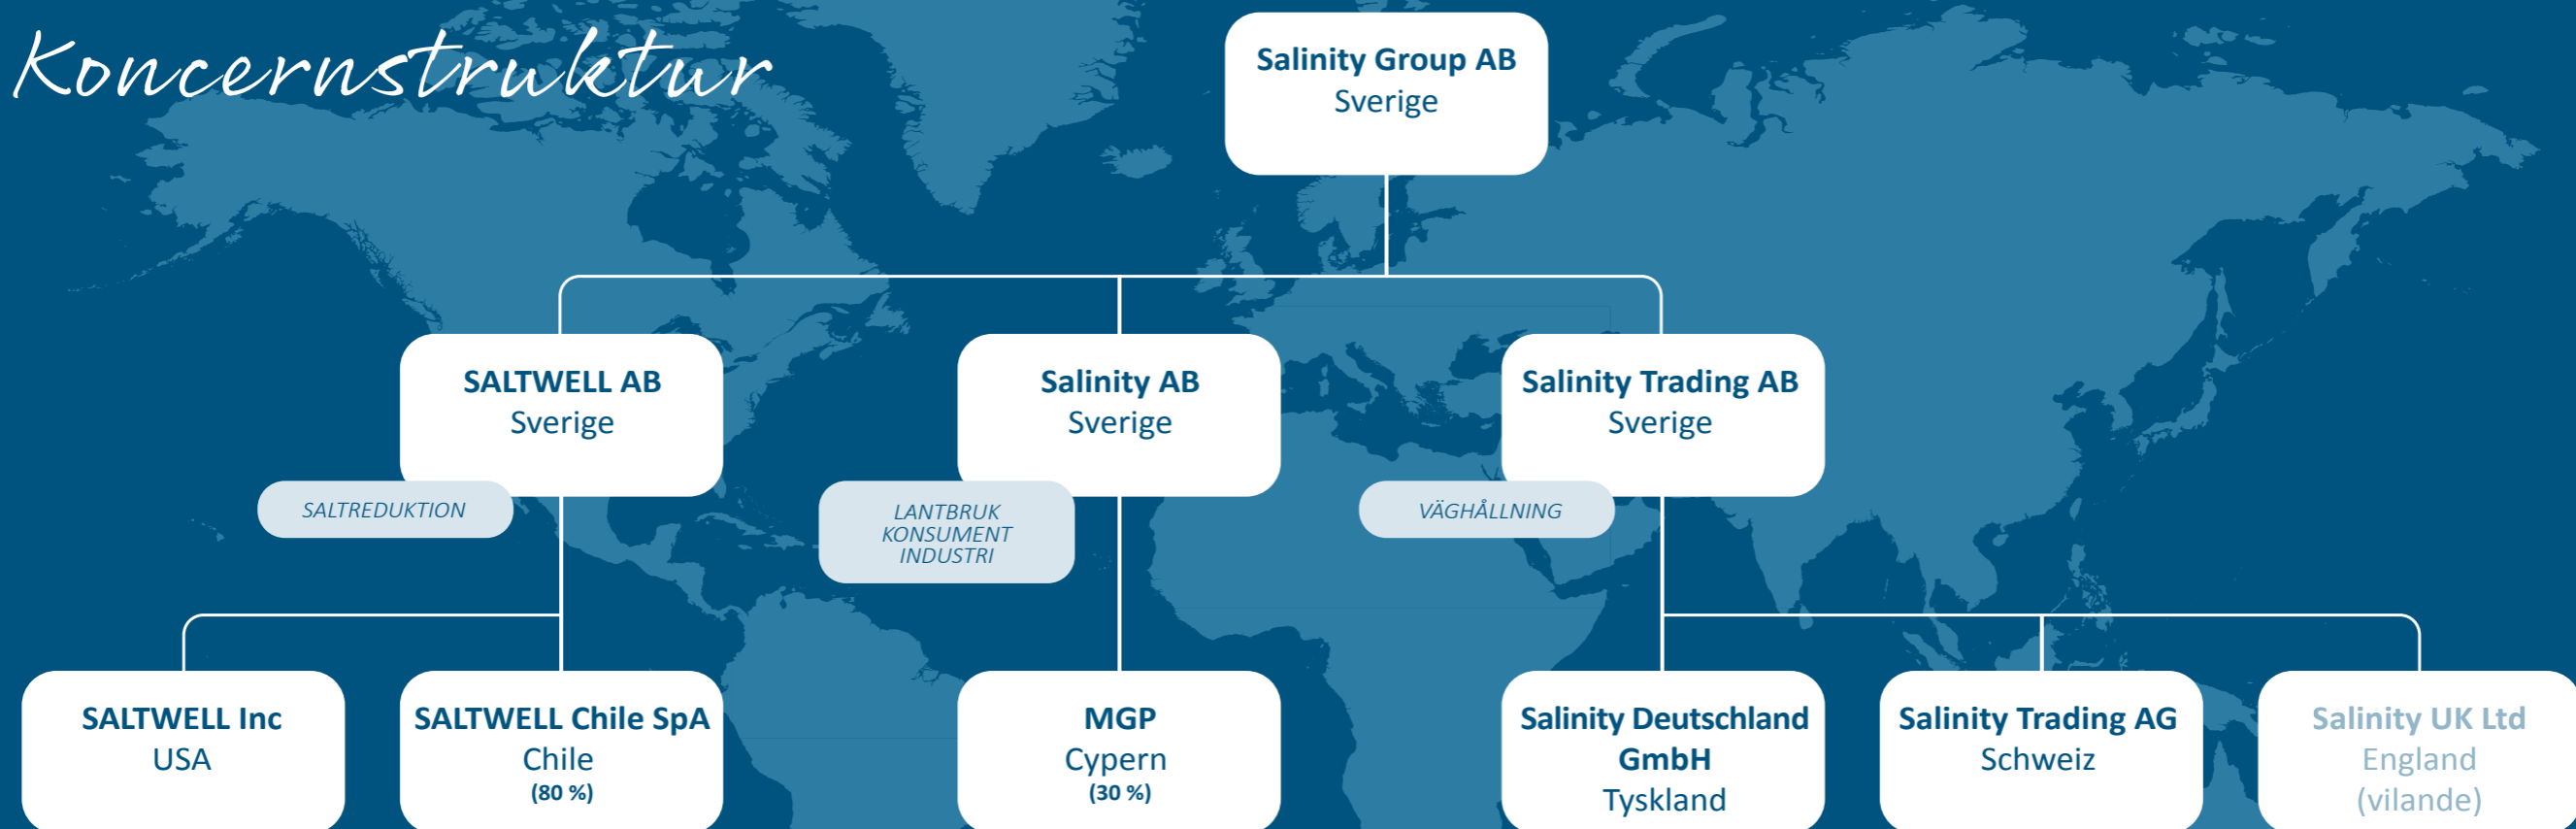 Koncernstruktur
Salinity Group AB
Sverige
SALTWELL AB
Sverige
SALTREDUKTION
Salinity AB
Sverige
LANTBRUK
KONSUMENT
INDUSTRI
Salinity Trading AB
Sverige
VÄGHÅLLNING
SALTWELL Inc
USA
SALTWELL Chile SpA
Chile
(80 %)
MGP
Cypern
(30 %)
Salinity Deutschland
GmbH
Tyskland
Salinity Trading AG
Schweiz
Salinity UK Ltd
England
(vilande)